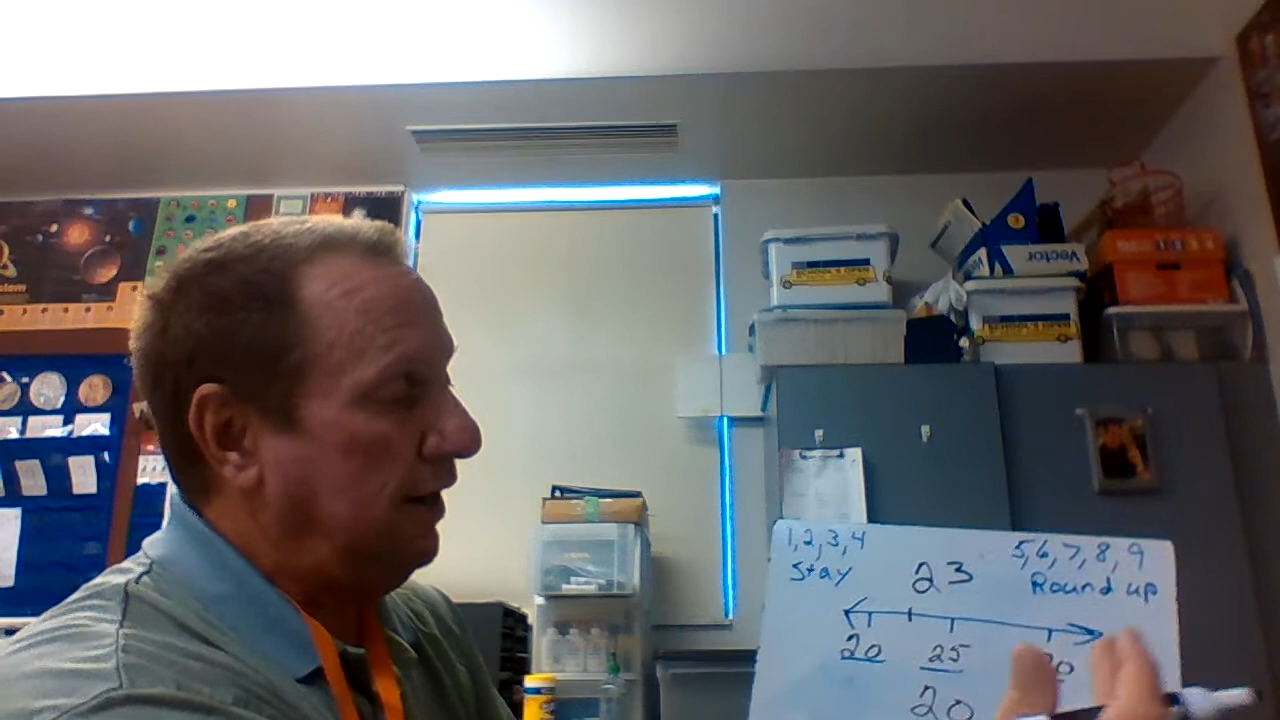 1, 2, 3, 4
Stay
23
5, 6, 7, 8, 9
Round up
20
25
20
Vector